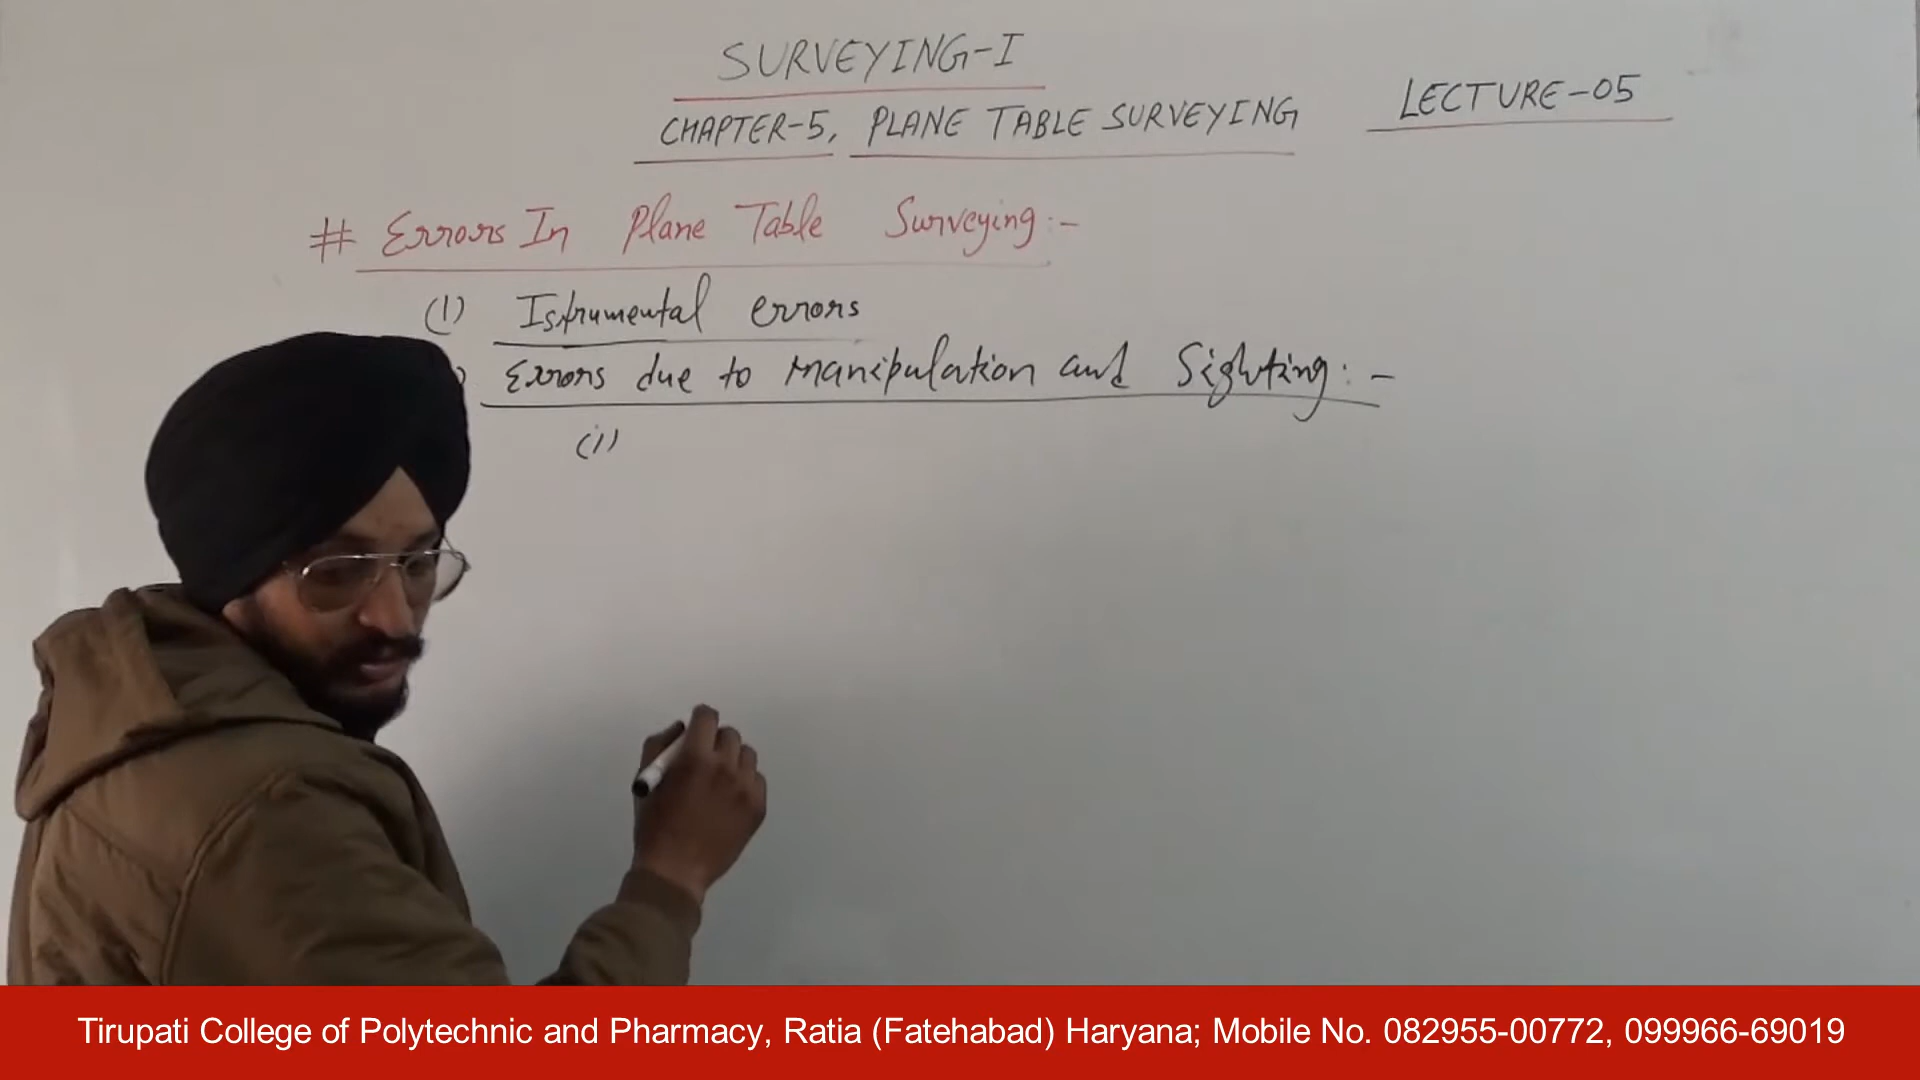 SURVEYING-I
CHAPTER-5, PLANE TABLE SURVEYING
LECTURE-05
# Errors In Plane Table Surveying:-
(1) Istrumental errors
Errors due to Manipulation and Sighting:-
(i)
Tirupati College of Polytechnic and Pharmacy, Ratia (Fatehabad) Haryana; Mobile No. 082955-00772, 099966-69019